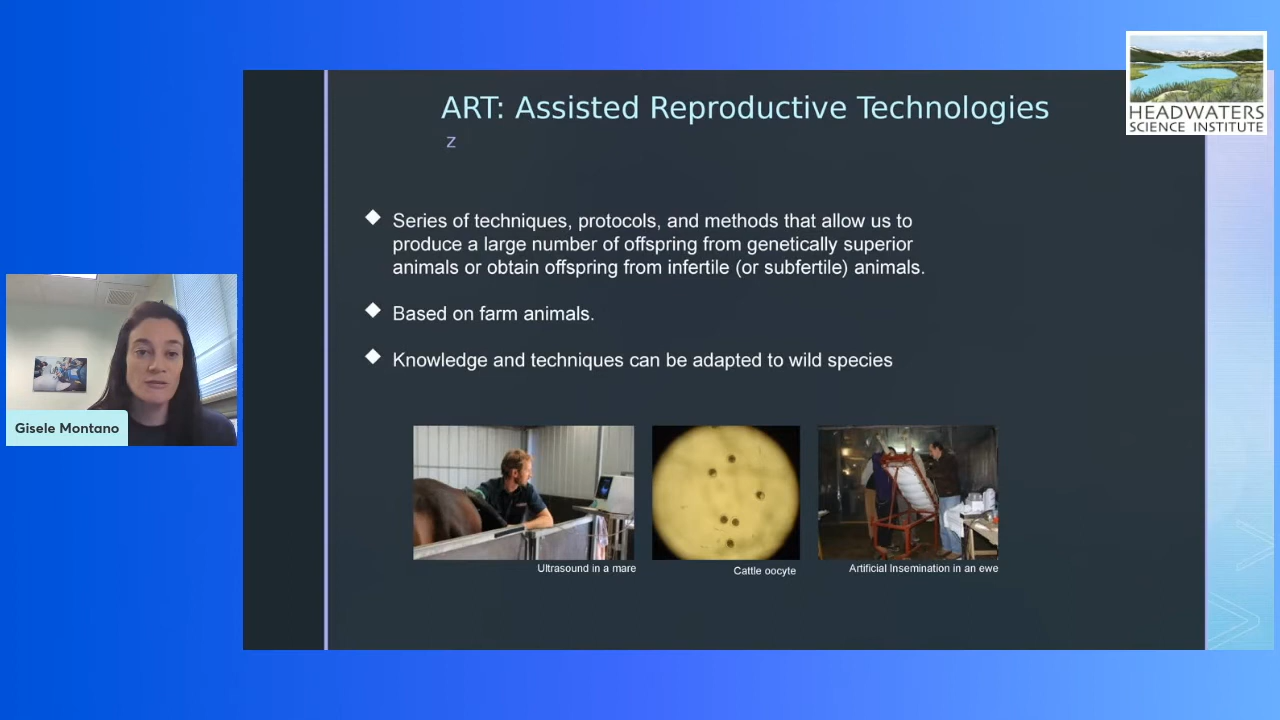 ART: Assisted Reproductive Technologies
z
HEADWATERS
SCIENCE INSTITUTE
Series of techniques, protocols, and methods that allow us to
produce a large number of offspring from genetically superior
animals or obtain offspring from infertile (or subfertile) animals.
Based on farm animals.
Knowledge and techniques can be adapted to wild species
Gisele Montano
Ultrasound in a mare
Cattle oocyte
Artificial Insemination in an ewe